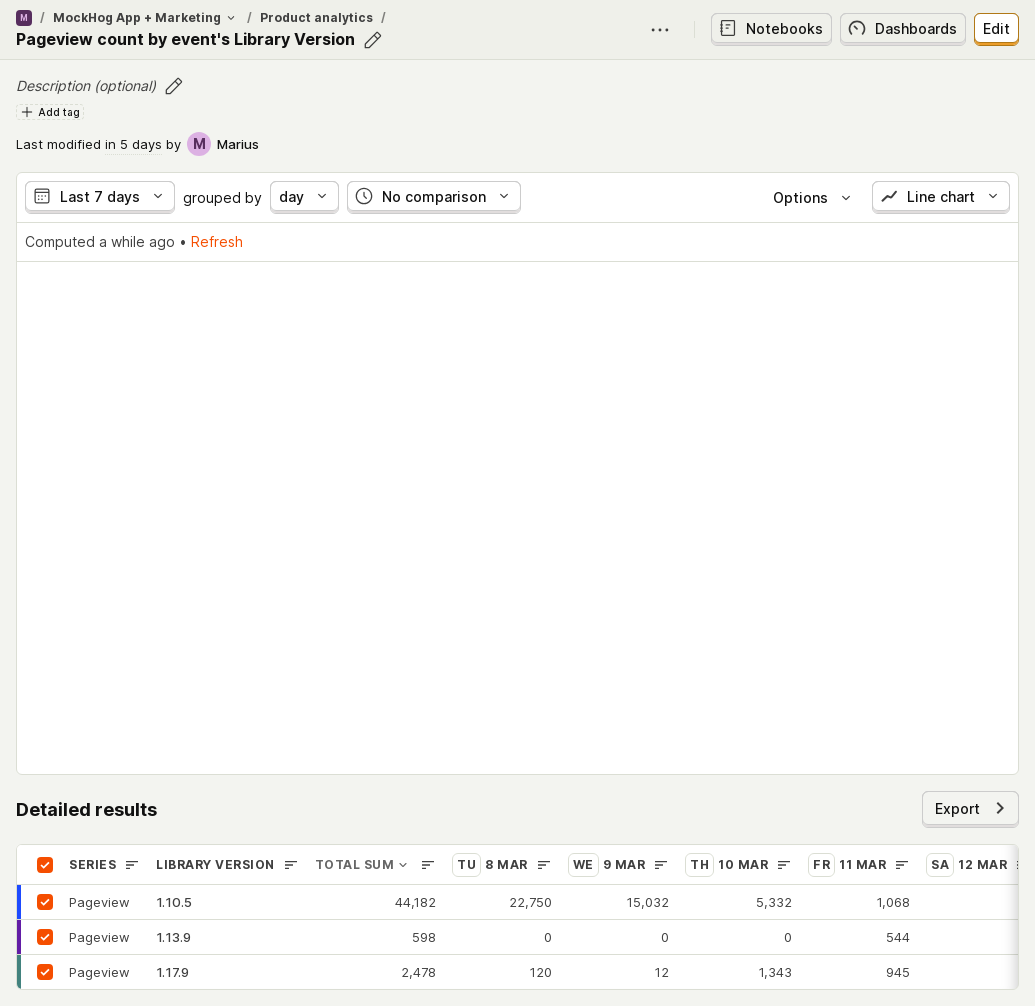 M / MockHog App + Marketing / Product analytics /
Pageview count by event's Library Version
Notebooks Dashboards Edit
Description (optional)
Add tag
Last modified in 5 days by M Marius
Last 7 days grouped by day No comparison Options Line chart
Computed a while ago • Refresh
Detailed results
Export
SERIES LIBRARY VERSION TOTAL SUM TU 8 MAR WE 9 MAR TH 10 MAR FR 11 MAR SA 12 MAR
Pageview 1.10.5 44,182 22,750 15,032 5,332 1,068
Pageview 1.13.9 598 0 0 0 544
Pageview 1.17.9 2,478 120 12 1,343 945